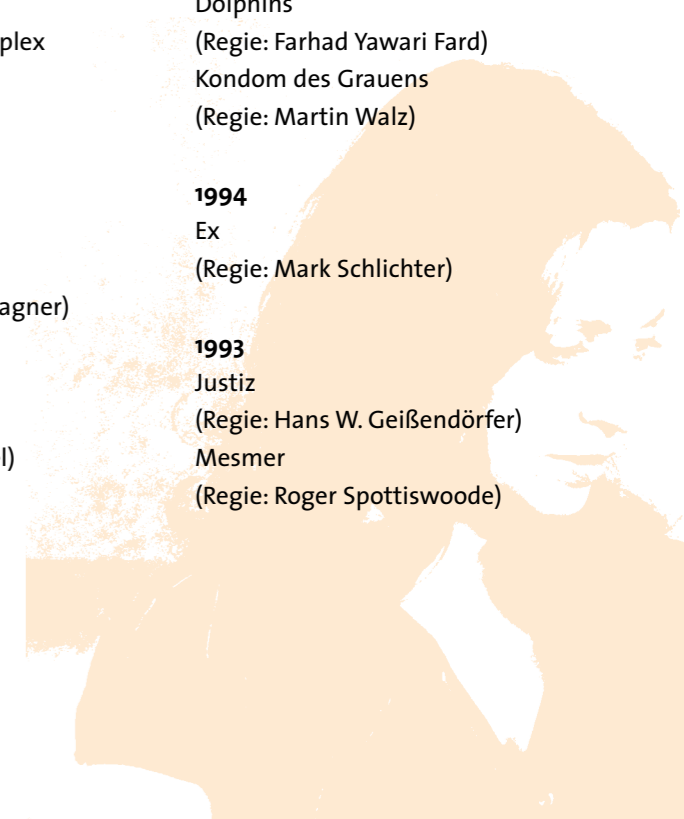 plex
agner)
l)
Dolphins
(Regie: Farhad Yawari Fard)
Kondom des Grauens
(Regie: Martin Walz)
1994
Ex
(Regie: Mark Schlichter)
1993
Justiz
(Regie: Hans W. Geißendörfer)
Mesmer
(Regie: Roger Spottiswoode)